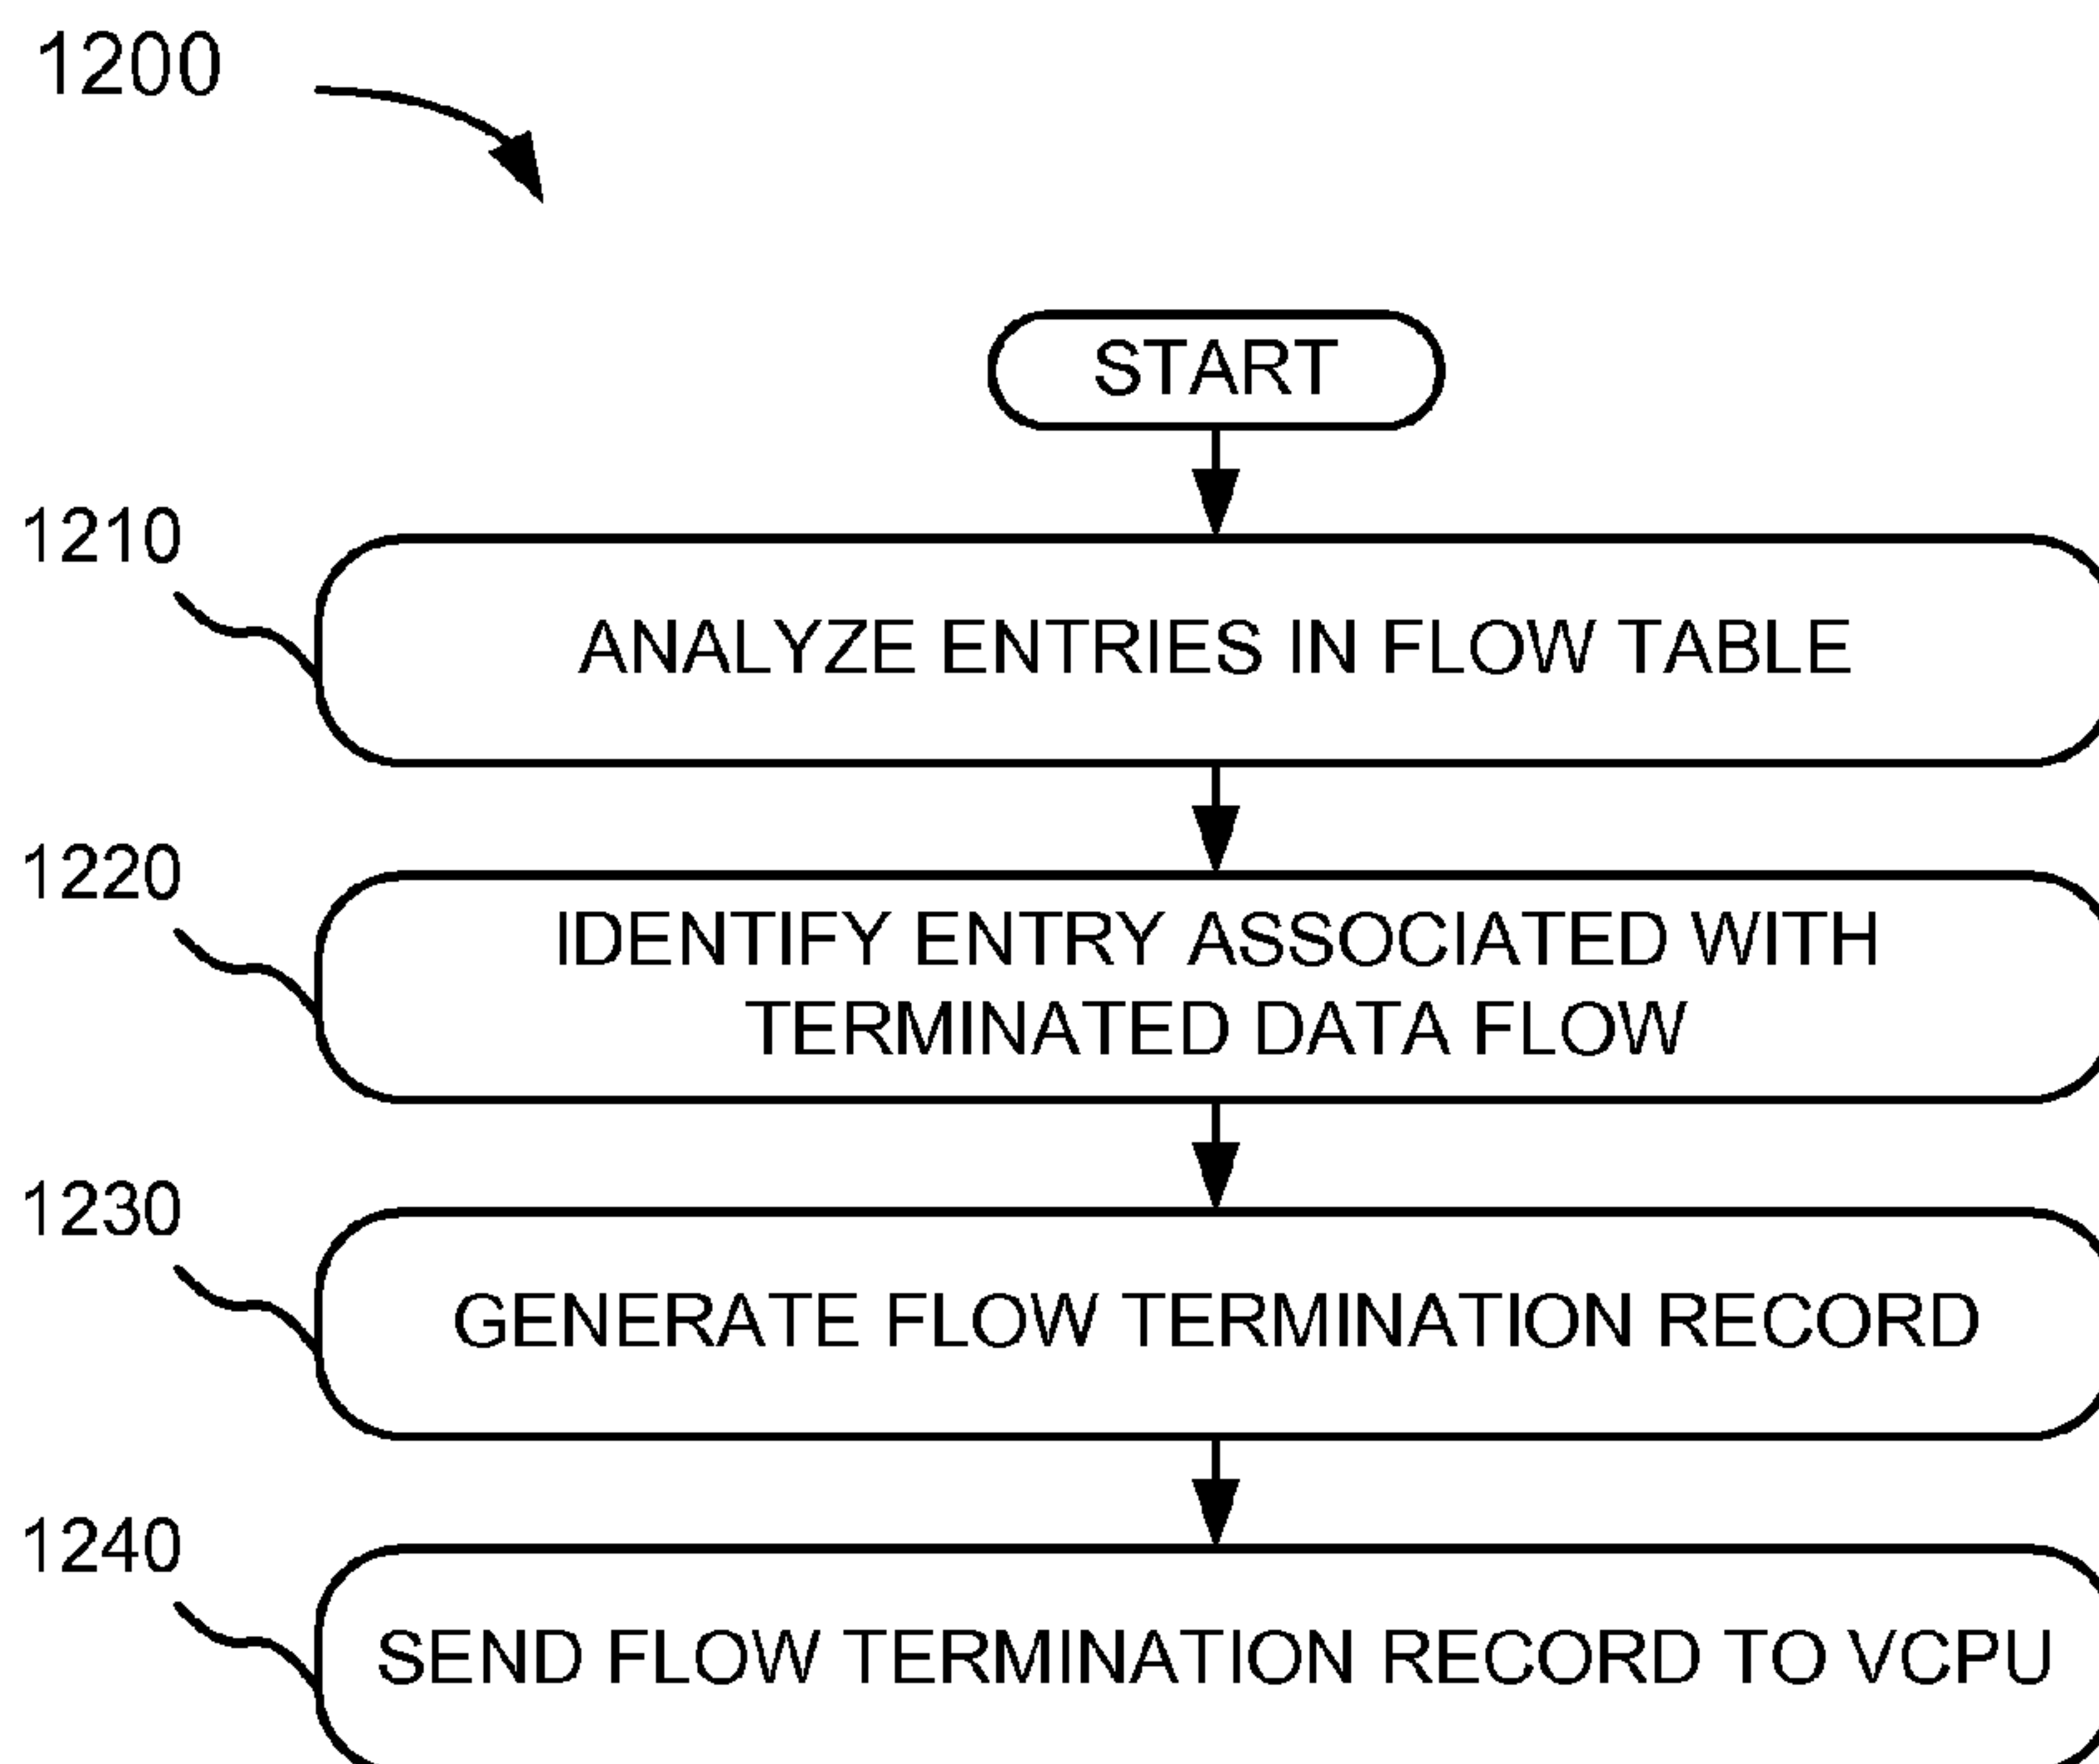 1200
START
1210
ANALYZE ENTRIES IN FLOW TABLE
1220
IDENTIFY ENTRY ASSOCIATED WITH
TERMINATED DATA FLOW
1230
GENERATE FLOW TERMINATION RECORD
1240
SEND FLOW TERMINATION RECORD TO VCPU